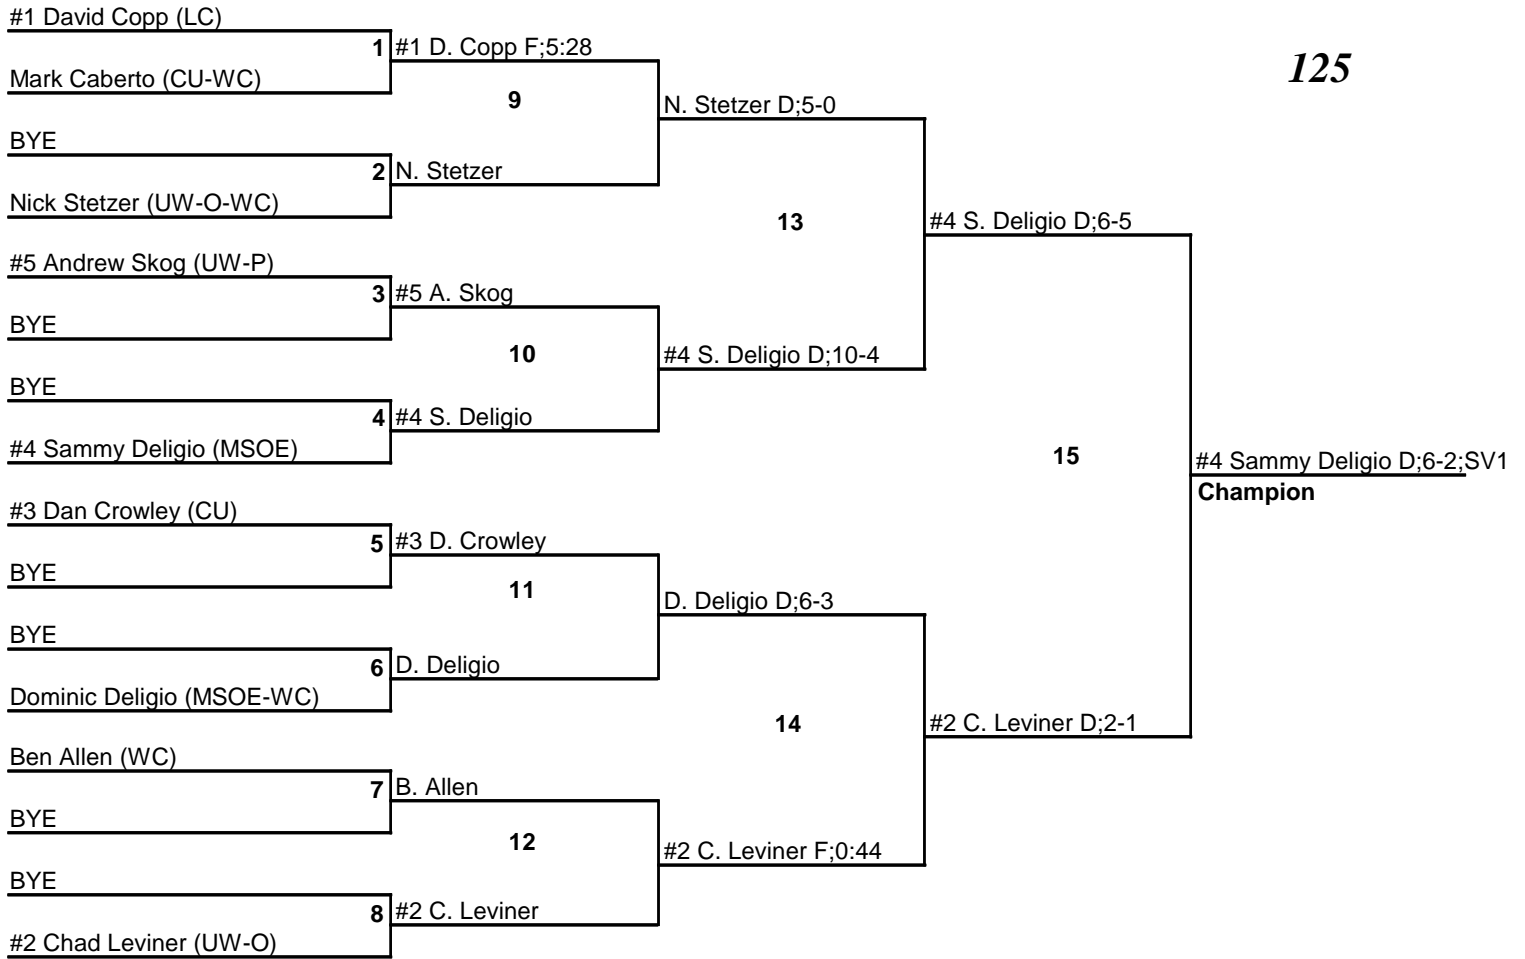 #1 David Copp (LC)
1 #1 D. Copp F;5:28
125
Mark Caberto (CU-WC)
9
N. Stetzer D;5-0
BYE
2 N. Stetzer
Nick Stetzer (UW-O-WC)
13
#4 S. Deligio D;6-5
#5 Andrew Skog (UW-P)
3 #5 A. Skog
BYE
10
#4 S. Deligio D;10-4
BYE
4 #4 S. Deligio
#4 Sammy Deligio (MSOE)
15
#4 Sammy Deligio D;6-2;SV1
Champion
#3 Dan Crowley (CU)
5 #3 D. Crowley
BYE
11
D. Deligio D;6-3
BYE
6 D. Deligio
Dominic Deligio (MSOE-WC)
14
#2 C. Leviner D;2-1
Ben Allen (WC)
7 B. Allen
BYE
12
#2 C. Leviner F;0:44
BYE
8 #2 C. Leviner
#2 Chad Leviner (UW-O)